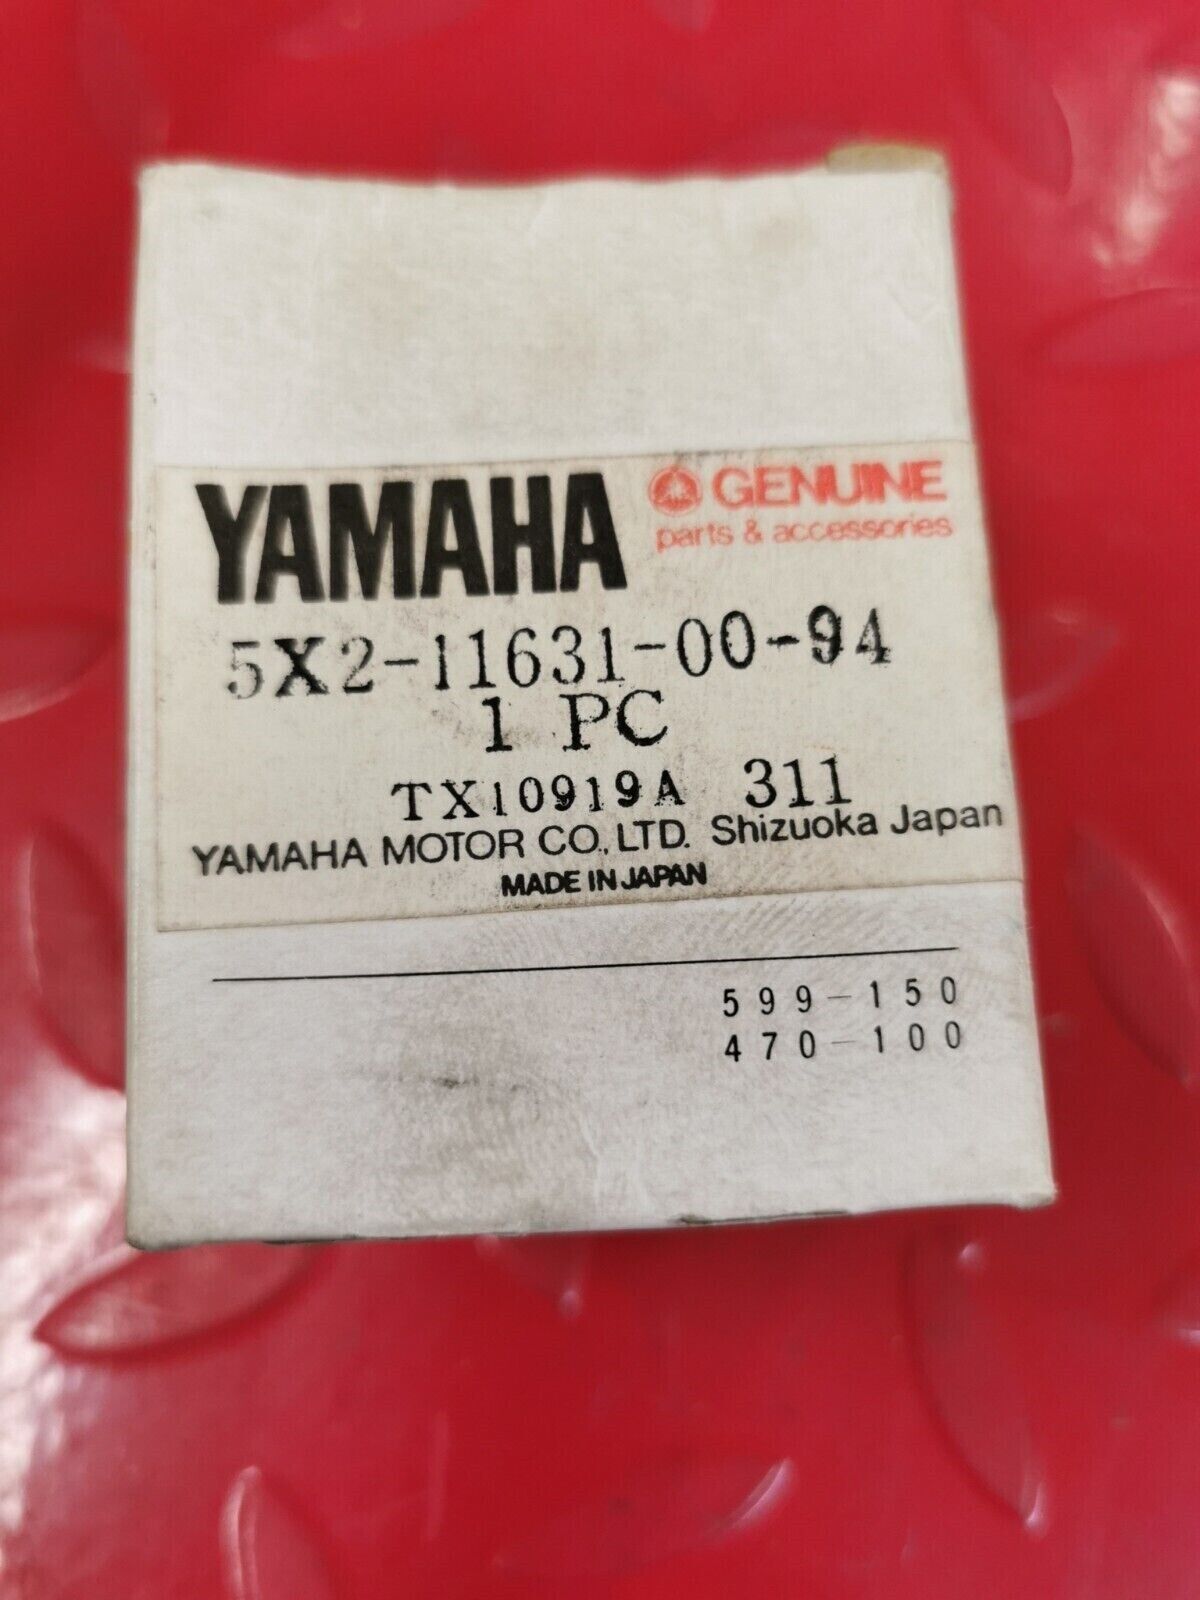 YAMAHA GENUINE
parts & accessories
5X2-11631-00-94
1 PC
TX10919A 311
YAMAHA MOTOR CO., LTD. Shizuoka Japan
MADE IN JAPAN
599-150
470-100